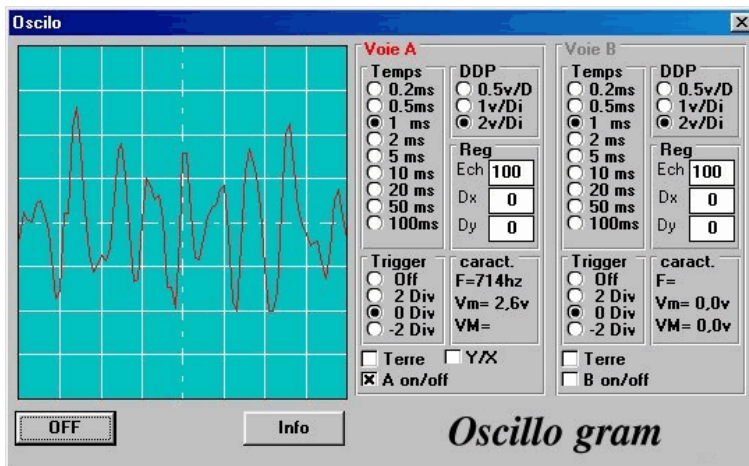 Oscilo
Voie A
Temps
0.2ms
0.5ms
1 ms
2 ms
5 ms
10 ms
20 ms
50 ms
100ms
DDP
0.5v/D
1v/Di
2v/Di
Reg
Ech 100
Dx 0
Dy 0
Trigger
Off
2 Div
0 Div
-2 Div
caract.
F=714hz
Vm= 2,6v
VM=
Terre
Y/X
A on/off
Voie B
Temps
0.2ms
0.5ms
1 ms
2 ms
5 ms
10 ms
20 ms
50 ms
100ms
DDP
0.5v/D
1v/Di
2v/Di
Reg
Ech 100
Dx 0
Dy 0
Trigger
Off
2 Div
0 Div
-2 Div
caract.
F=
Vm= 0,0v
VM= 0,0v
Terre
B on/off
OFF
Info
Oscillo gram